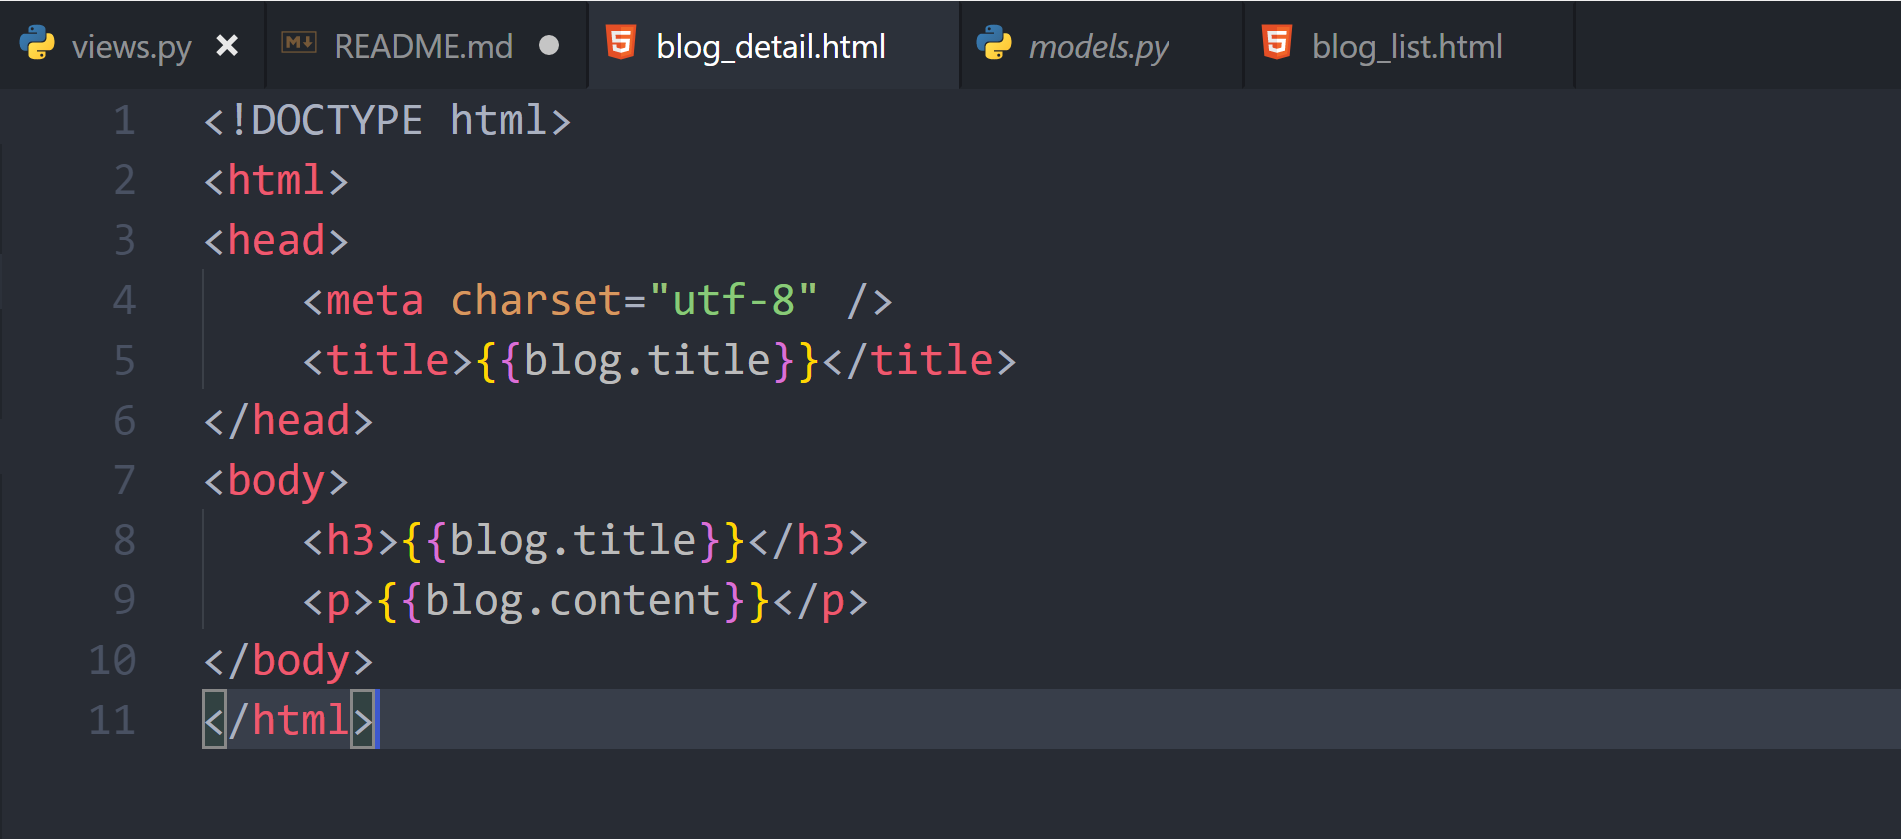 views.py README.md blog_detail.html models.py blog_list.html
1 <!DOCTYPE html>
2 <html>
3 <head>
4     <meta charset="utf-8" />
5     <title>{{blog.title}}</title>
6 </head>
7 <body>
8     <h3>{{blog.title}}</h3>
9     <p>{{blog.content}}</p>
10 </body>
11 </html>